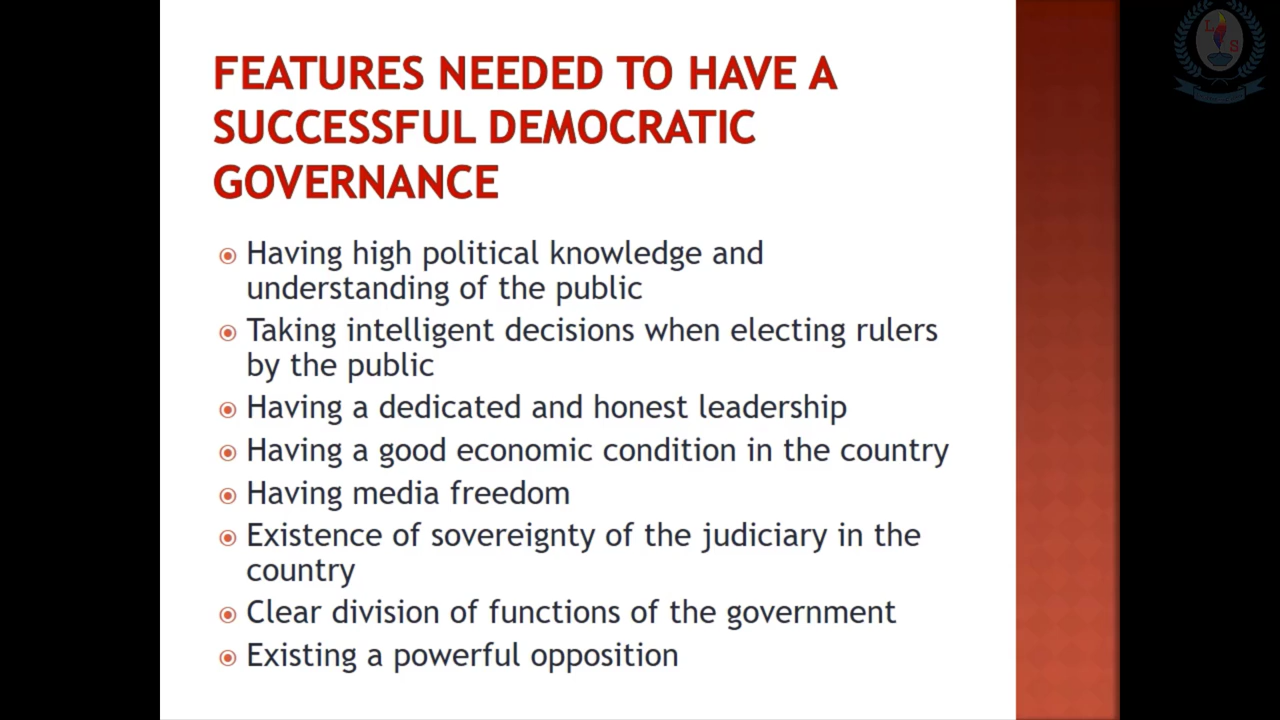 FEATURES NEEDED TO HAVE A
SUCCESSFUL DEMOCRATIC
GOVERNANCE
Having high political knowledge and
understanding of the public
Taking intelligent decisions when electing rulers
by the public
Having a dedicated and honest leadership
Having a good economic condition in the country
Having media freedom
Existence of sovereignty of the judiciary in the
country
Clear division of functions of the government
Existing a powerful opposition
L
S